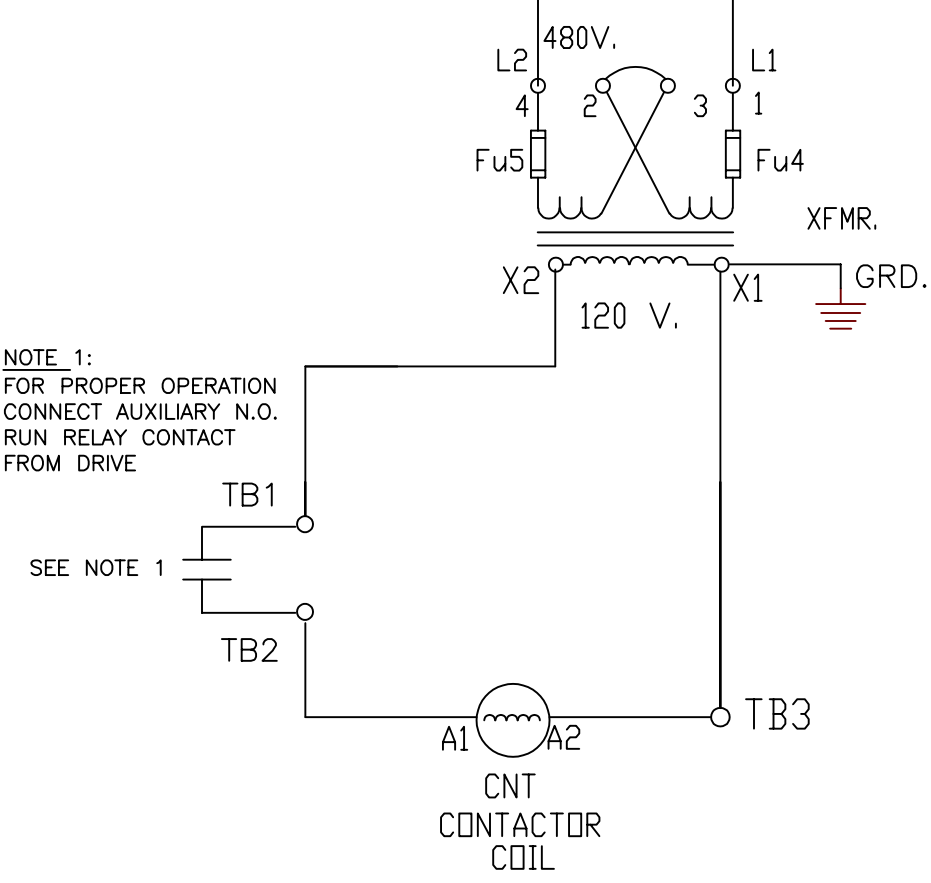 480V.
L2
L1
4
2
3
1
Fu5
Fu4
XFMR.
X2
X1
GRD.
120 V.
NOTE 1:
FOR PROPER OPERATION
CONNECT AUXILIARY N.O.
RUN RELAY CONTACT
FROM DRIVE
TB1
SEE NOTE 1
TB2
TB3
A1
A2
CNT
CONTACTOR
COIL